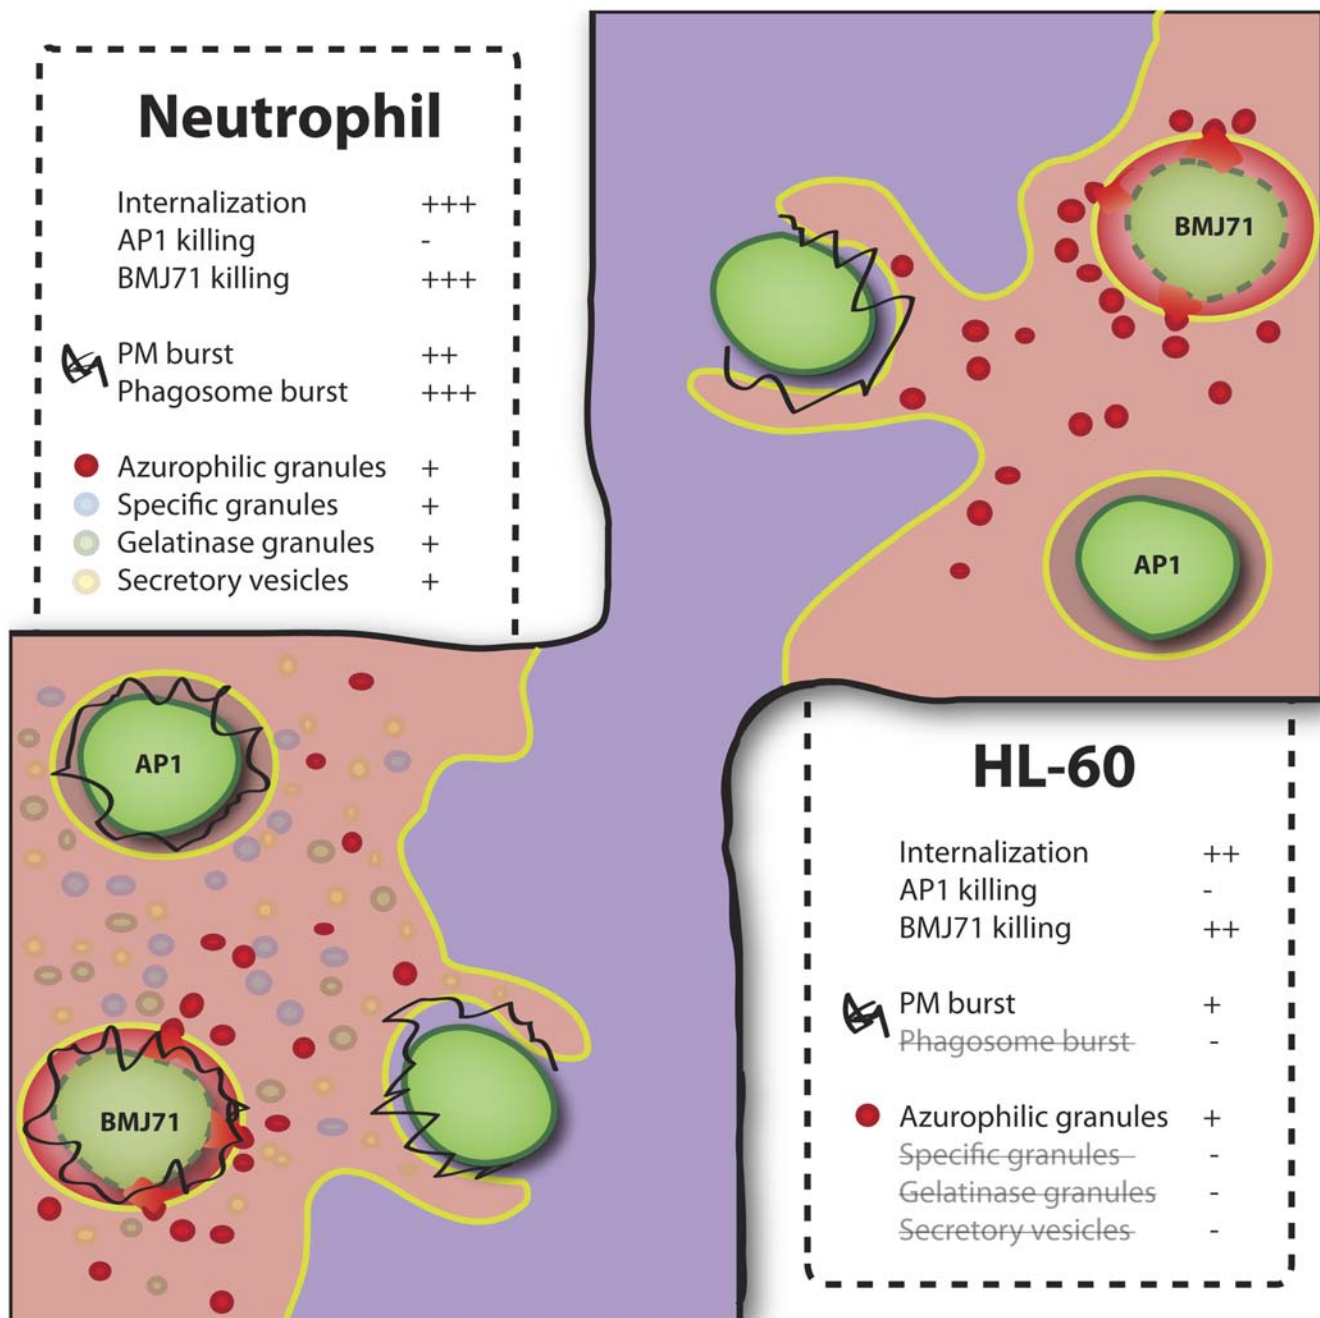 Neutrophil
Internalization +++
AP1 killing -
BMJ71 killing +++
PM burst ++
Phagosome burst +++
Azurophilic granules +
Specific granules +
Gelatinase granules +
Secretory vesicles +
BMJ71
AP1
AP1
BMJ71
HL-60
Internalization ++
AP1 killing -
BMJ71 killing ++
PM burst +
Phagosome burst -
Azurophilic granules +
Specific granules -
Gelatinase granules -
Secretory vesicles -